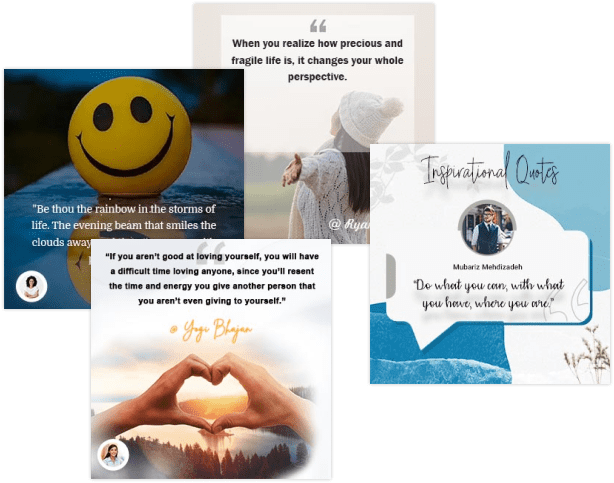 When you realize how precious and
fragile life is, it changes your whole
perspective.
"Be thou the rainbow in the storms of
life. The evening beam that smiles the
clouds away
Inspirational Quotes
Mubariz Mehdizadeh
"Do what you can, with what
you have, where you are."
"If you aren't good at loving yourself, you will have
a difficult time loving anyone, since you'll resent
the time and energy you give another person that
you aren't even giving to yourself."
@ Yogi Bhajan